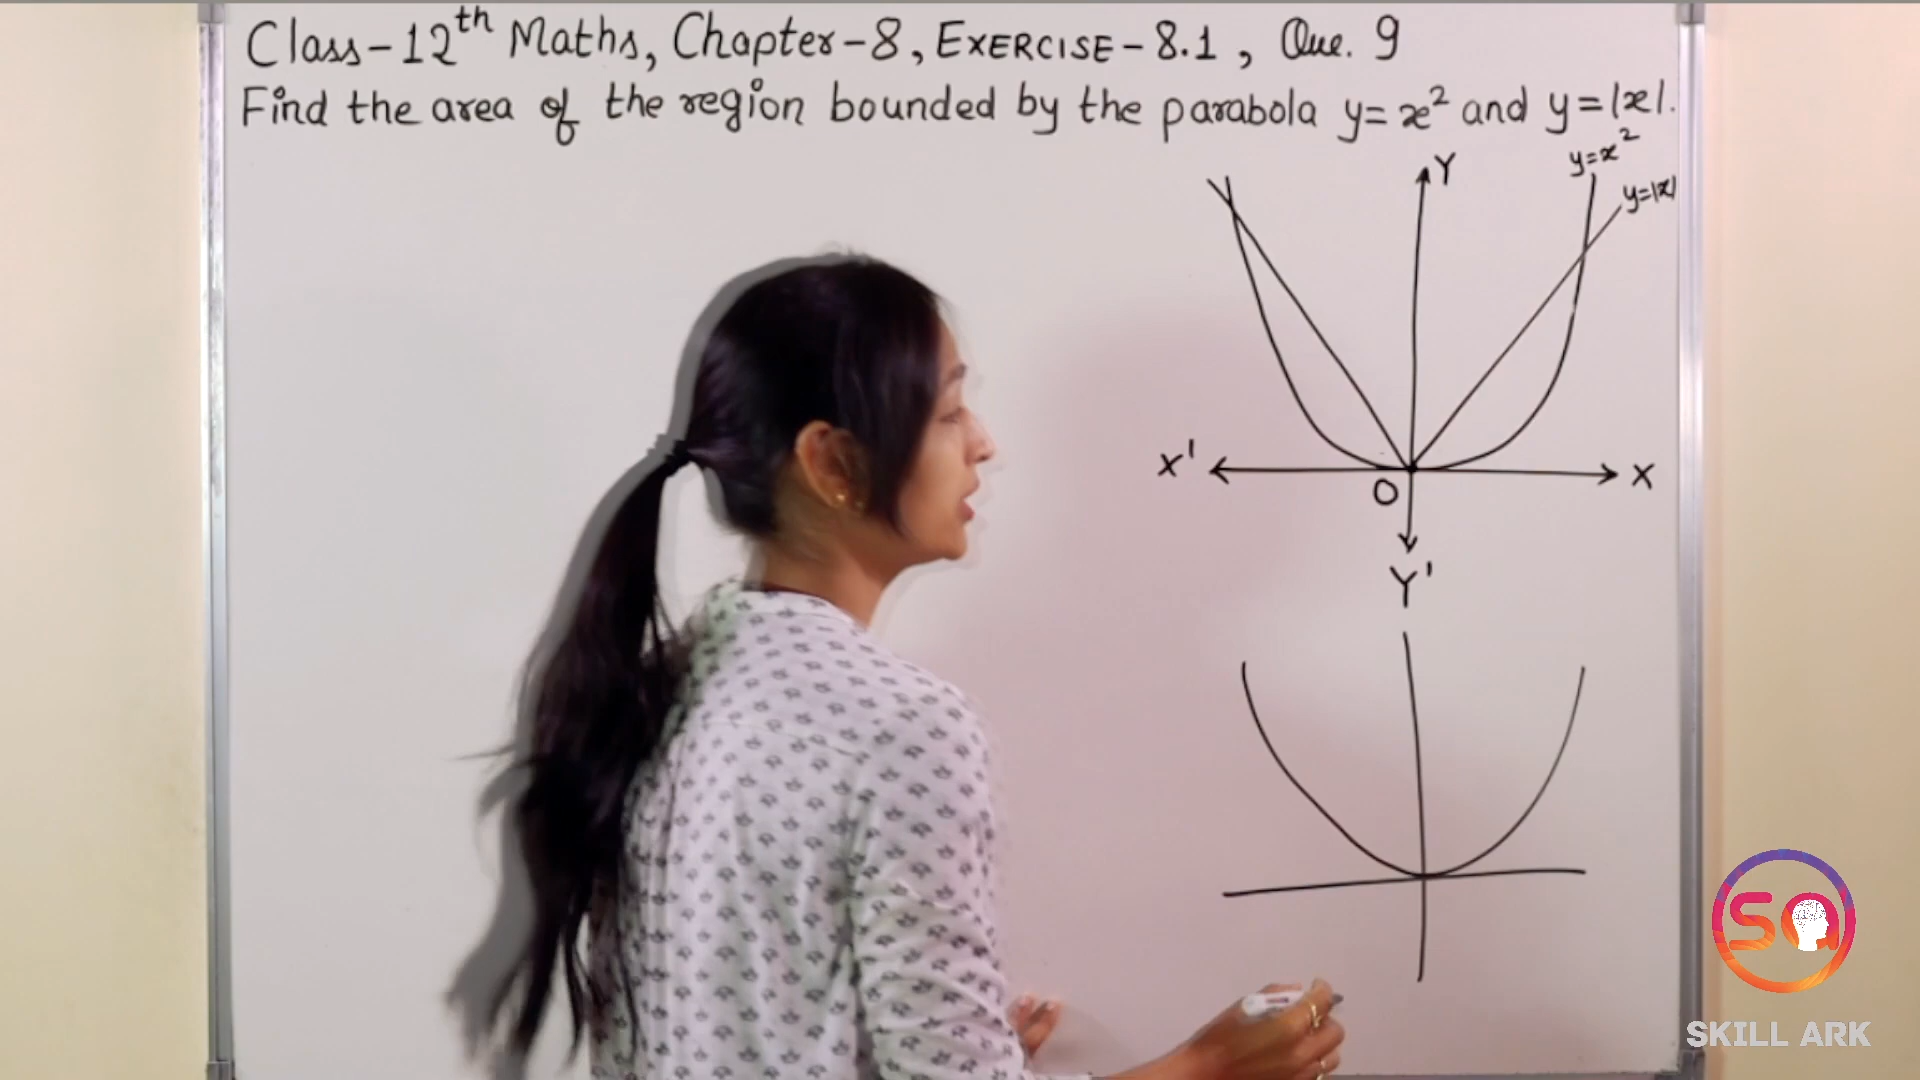 Class-12th Maths, Chapter-8, EXERCISE-8.1, Que. 9
Find the area of the region bounded by the parabola y=x² and y=|x|.
y=x²
y=|x|
Y
X'
O
X
Y'
Sa
SKILL ARK